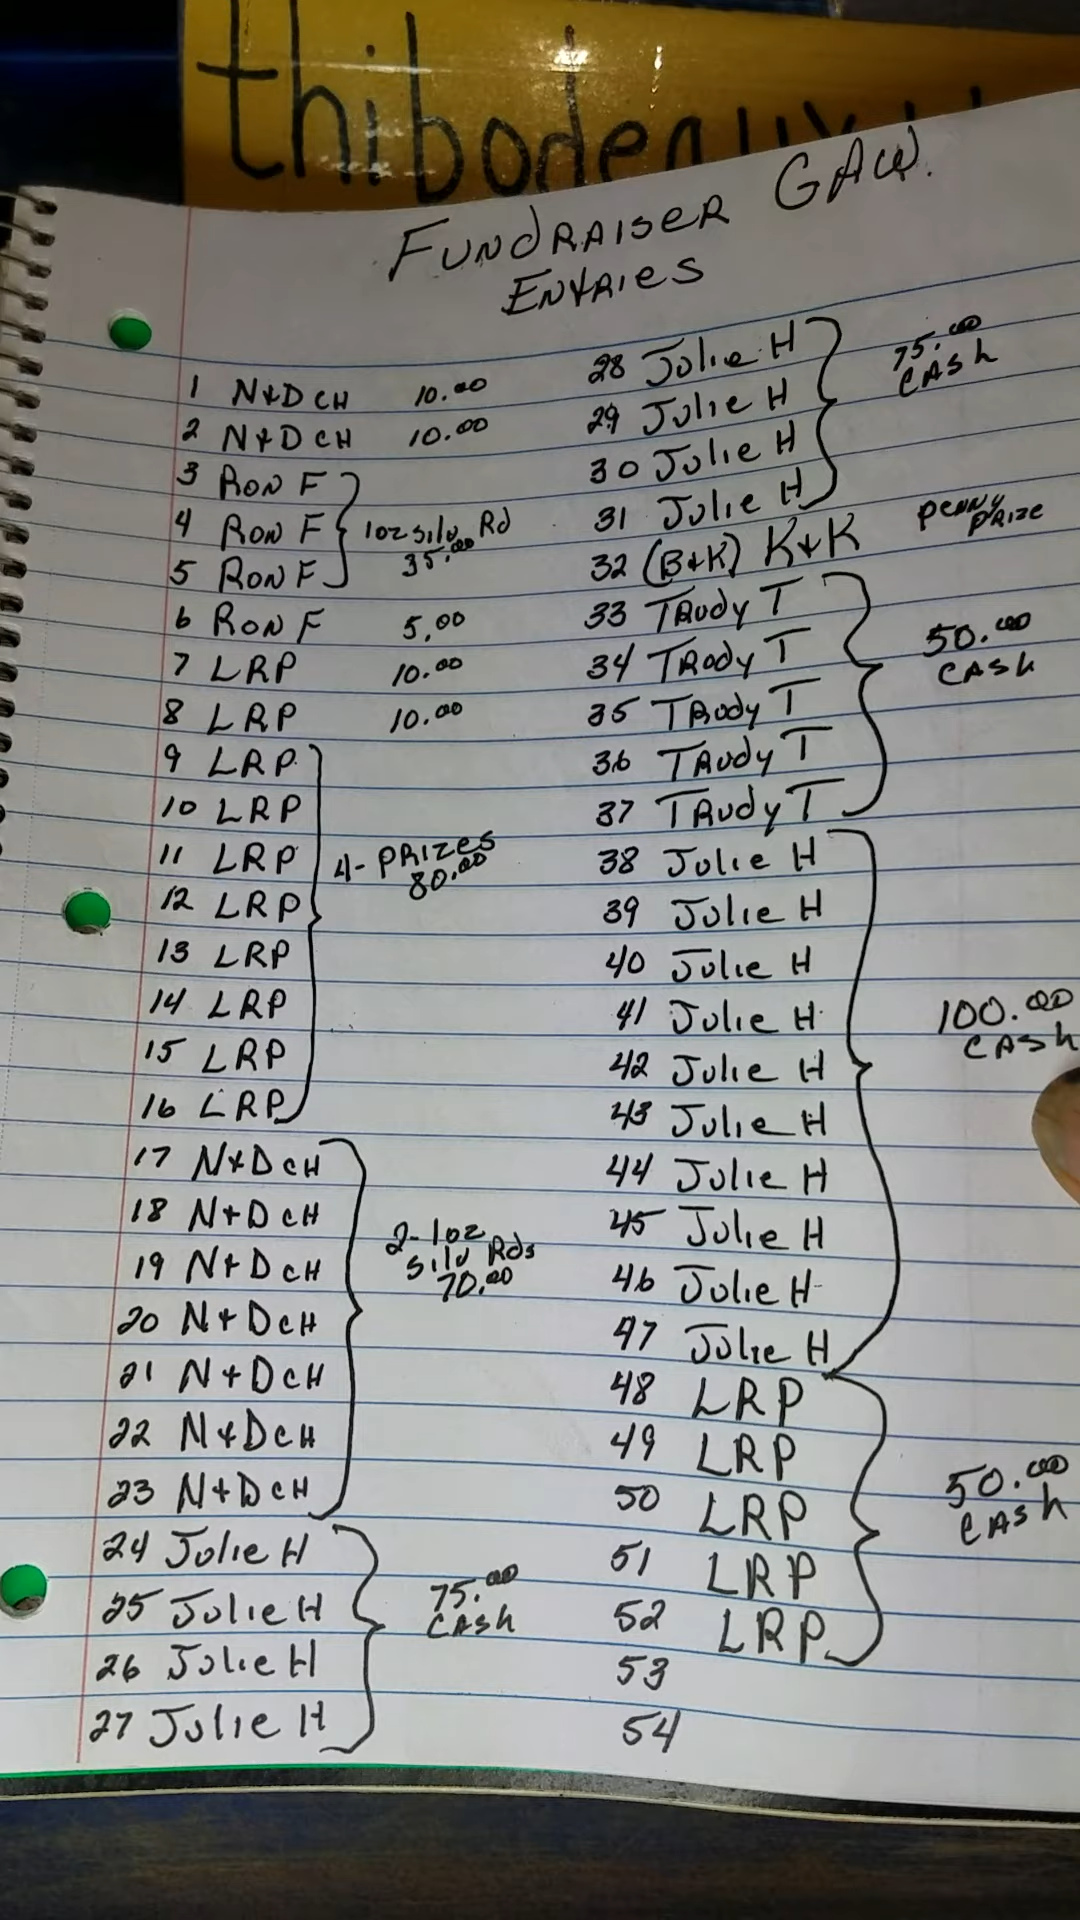 thibodeaux
FUNDRAISER GAW.
ENTRIES
1 N+D CH 10.00
2 N+D CH 10.00
3 RON F
4 RON F 1oz silv Rd
5 RON F 35.00
6 RON F 5.00
7 LRP 10.00
8 LRP 10.00
9 LRP
10 LRP
11 LRP 4- PRIZES
12 LRP 80.00
13 LRP
14 LRP
15 LRP
16 LRP
17 N+D CH
18 N+D CH 2-1oz
19 N+D CH silv Rds
20 N+D CH 70.00
21 N+D CH
22 N+D CH
23 N+D CH
24 Julie H
25 Julie H 75.00
26 Julie H CASH
27 Julie H
28 Julie H 75.00
29 Julie H CASH
30 Julie H
31 Julie H
32 (B+K) K+K penny prize
33 TRudy T
34 TRudy T 50.00
35 TRudy T CASH
36 TRudy T
37 TRudy T
38 Julie H
39 Julie H
40 Julie H
41 Julie H 100.00
42 Julie H CASH
43 Julie H
44 Julie H
45 Julie H
46 Julie H
47 Julie H
48 LRP
49 LRP
50 LRP 50.00
51 LRP CASH
52 LRP
53
54